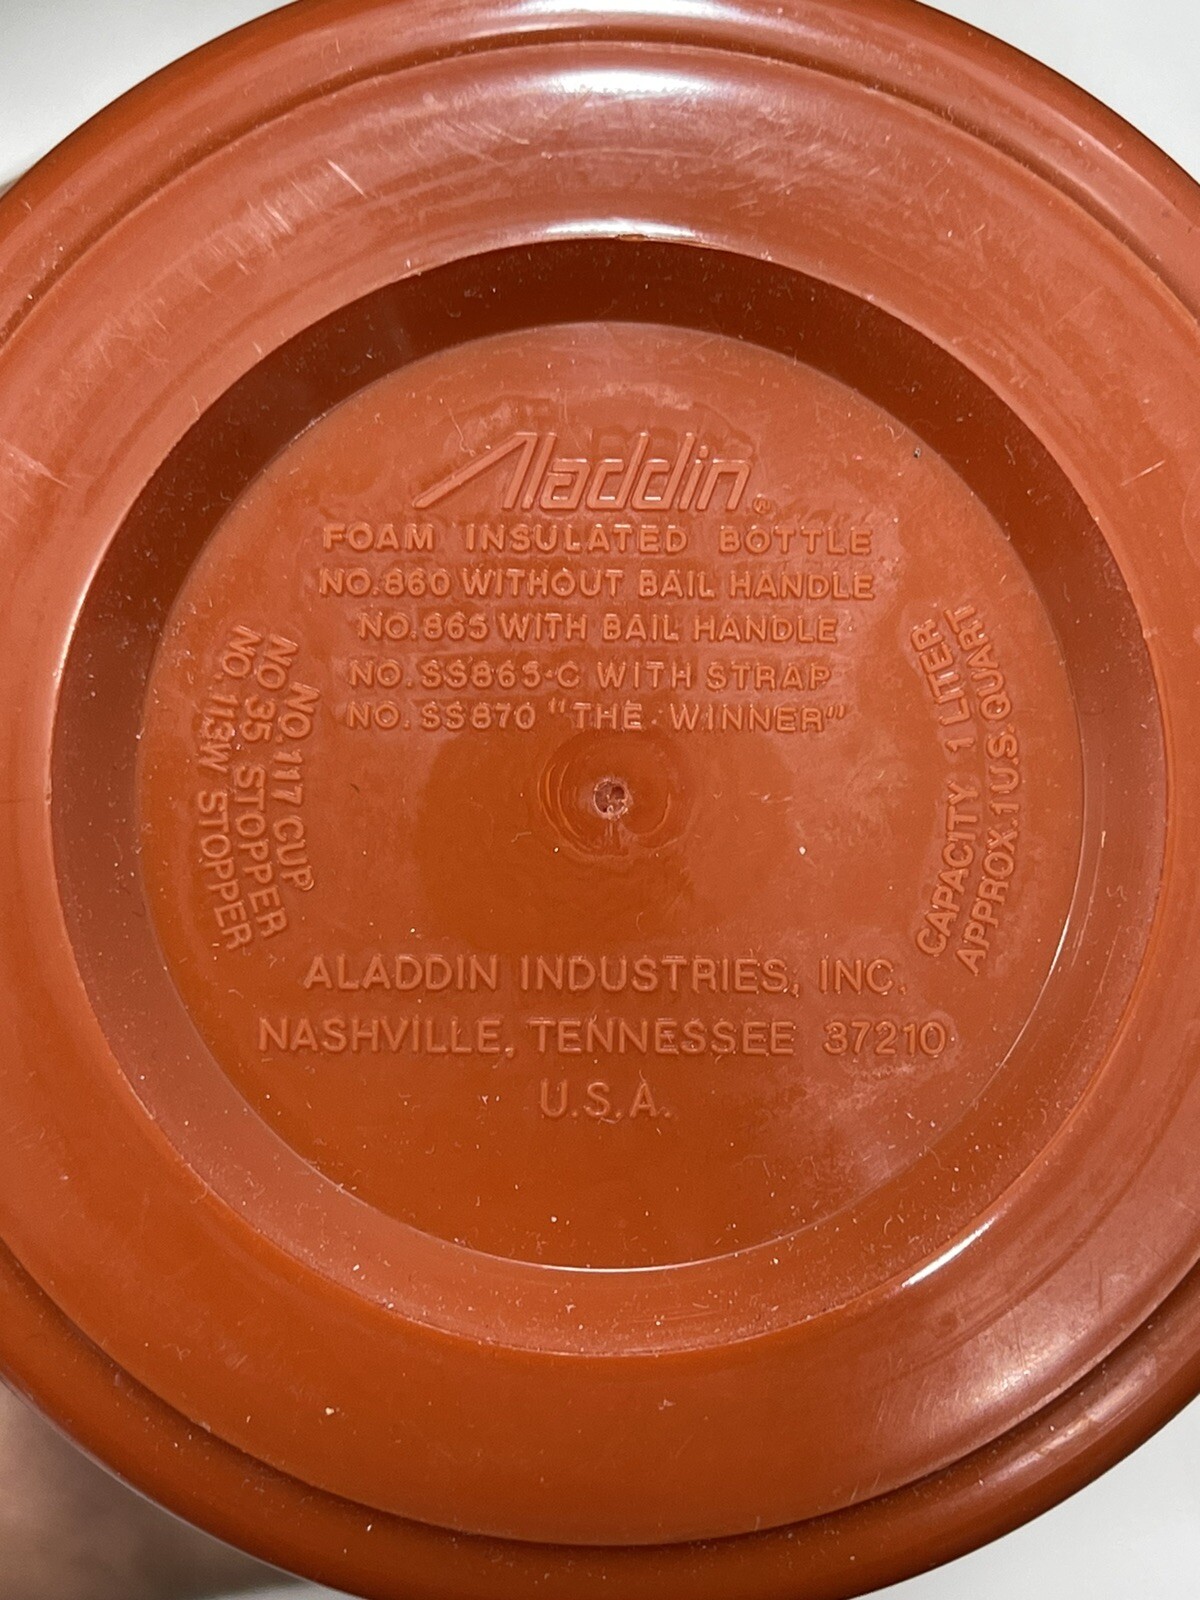 Aladdin®
FOAM INSULATED BOTTLE
NO.860 WITHOUT BAIL HANDLE
NO.865 WITH BAIL HANDLE
NO.SS865-C WITH STRAP
NO. SS870 "THE WINNER"
NO. 117 CUP
NO. 35 STOPPER
NO. 113W STOPPER
CAPACITY 1 LITER
APPROX. 1 U.S. QUART
ALADDIN INDUSTRIES, INC.
NASHVILLE, TENNESSEE 37210
U.S.A.